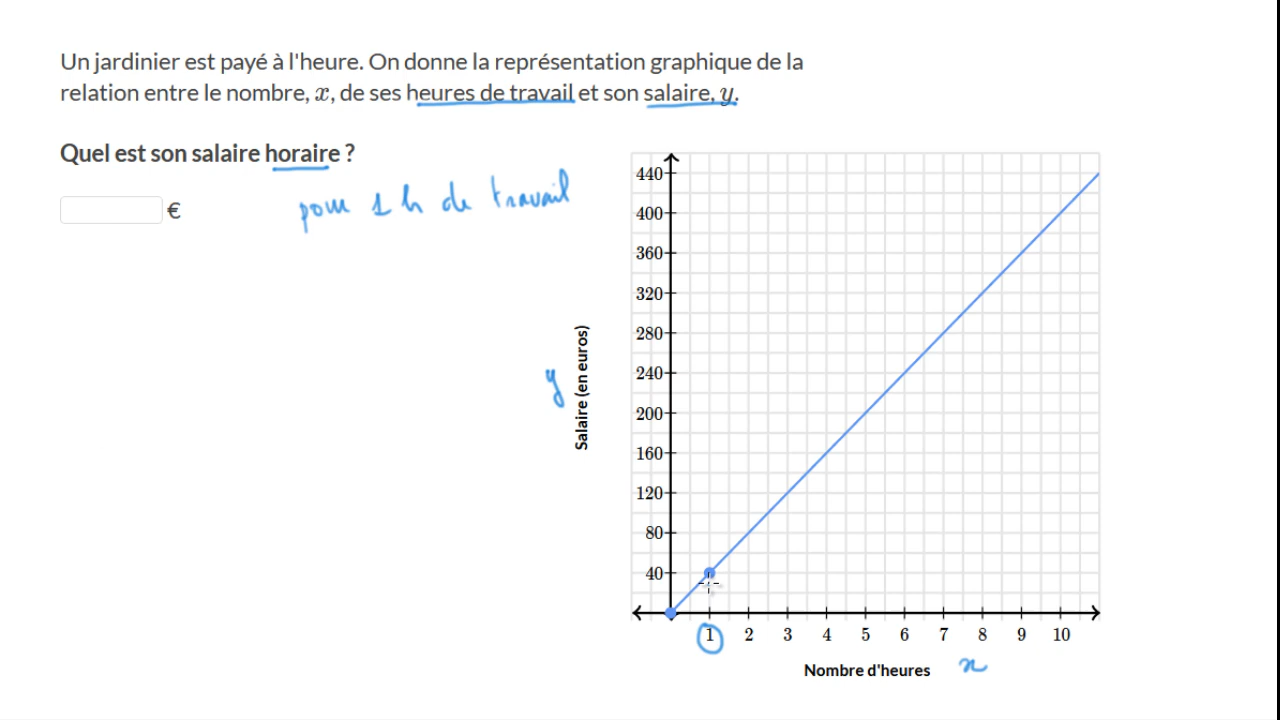 Un jardinier est payé à l'heure. On donne la représentation graphique de la
relation entre le nombre, x, de ses heures de travail et son salaire, y.
Quel est son salaire horaire ?
€
pour 1 h de travail
440
400
360
320
280
240
200
160
120
80
40
y
Salaire (en euros)
1 2 3 4 5 6 7 8 9 10
Nombre d'heures x